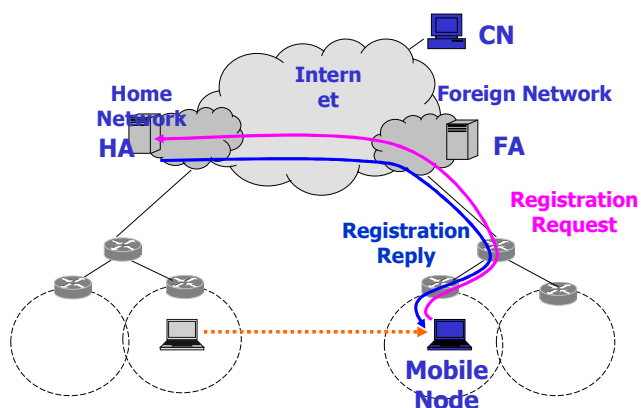 CN
Intern
et
Home
Network
Foreign Network
HA
FA
Registration
Request
Registration
Reply
Mobile
Node